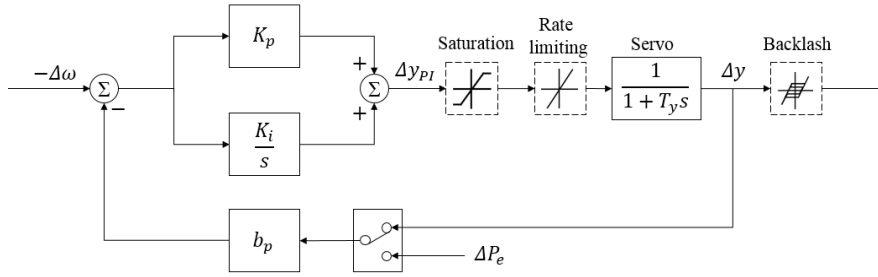 K_p
Saturation
Rate
limiting
Servo
Backlash
−Δω
Σ
−
+
+
Σ
Δy_PI
1
1 + T_y s
Δy
K_i
s
b_p
ΔP_e